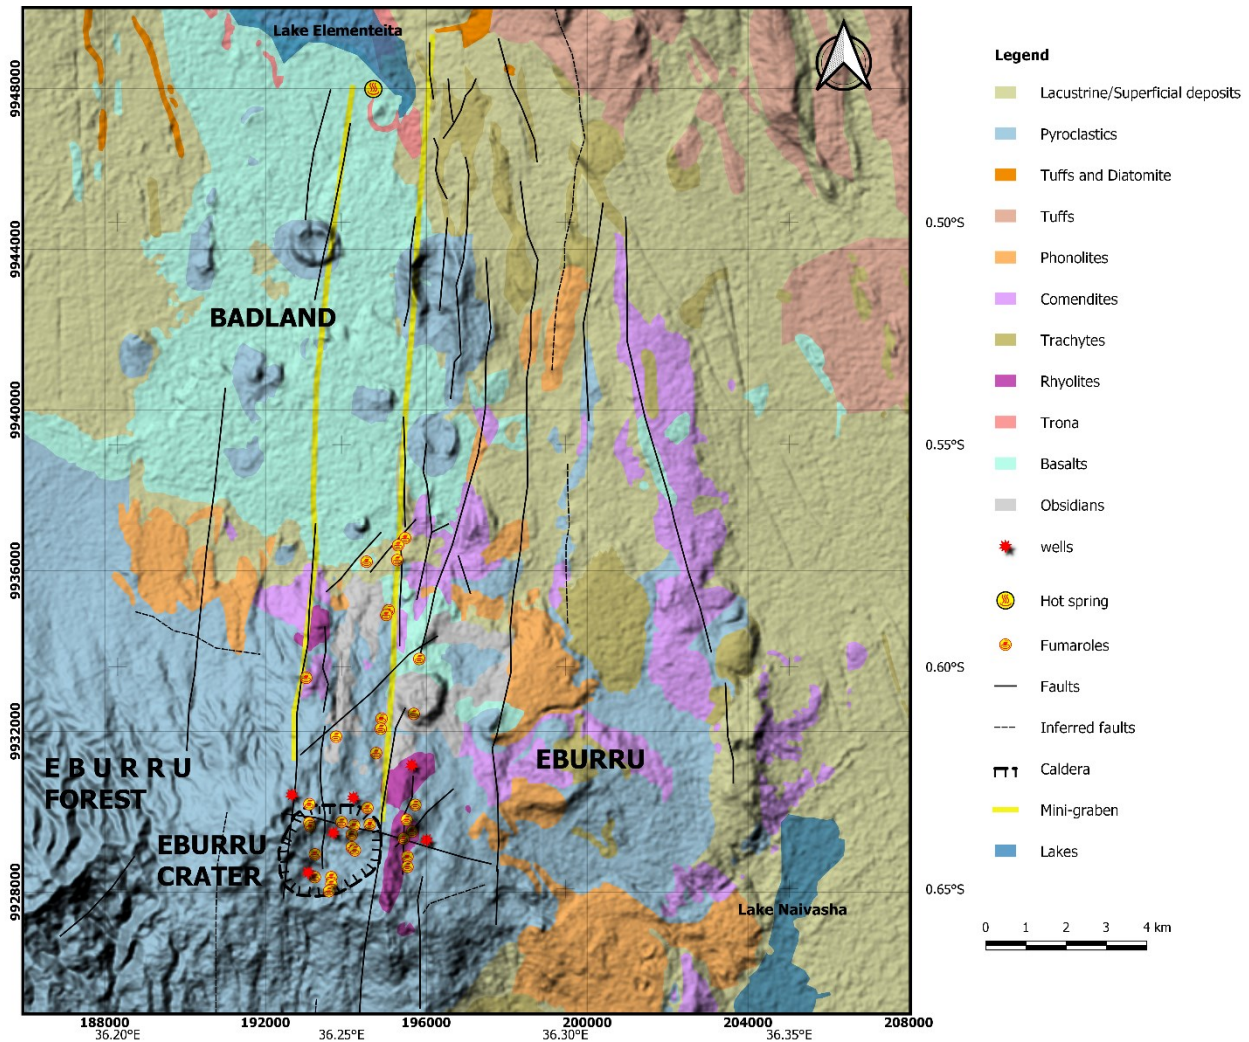 Lake Elementeita
BADLAND
EBURRU
FOREST
EBURRU
CRATER
EBURRU
Lake Naivasha
9948000
9944000
9940000
9936000
9932000
9928000
0.50°S
0.55°S
0.60°S
0.65°S
188000
192000
196000
200000
204000
208000
36.20°E
36.25°E
36.30°E
36.35°E
Legend
Lacustrine/Superficial deposits
Pyroclastics
Tuffs and Diatomite
Tuffs
Phonolites
Comendites
Trachytes
Rhyolites
Trona
Basalts
Obsidians
wells
Hot spring
Fumaroles
Faults
Inferred faults
Caldera
Mini-graben
Lakes
0 1 2 3 4 km